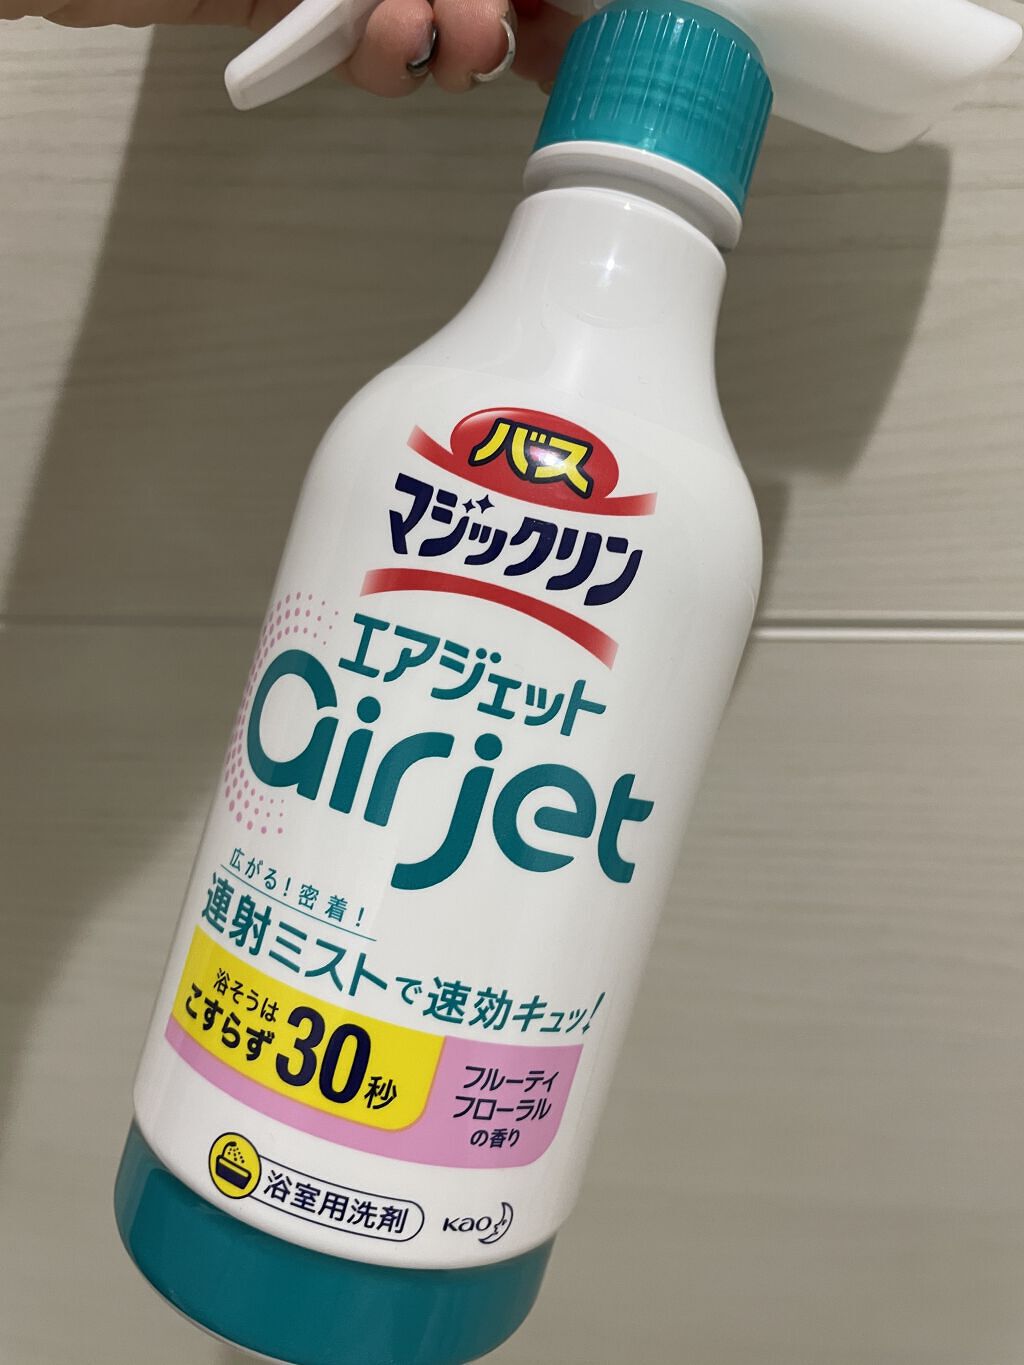 バス
マジックリン
エアジェット
airjet
広がる!密着!
連射ミストで速効キュッ!
浴そうは
こすらず30秒
フルーティ
フローラル
の香り
浴室用洗剤
Kao